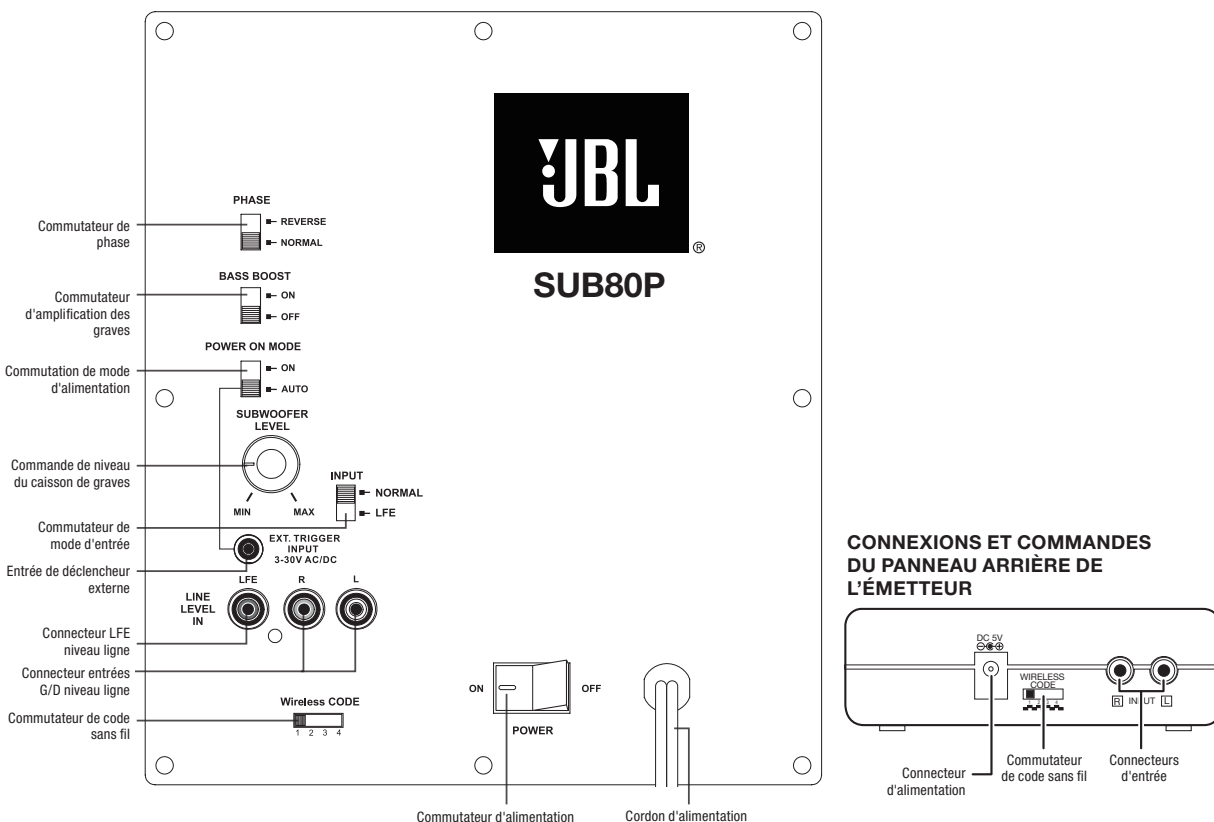 JBL
®
SUB80P
PHASE
REVERSE
NORMAL
Commutateur de
phase
BASS BOOST
ON
OFF
Commutateur
d'amplification des
graves
POWER ON MODE
ON
AUTO
Commutation de mode
d'alimentation
SUBWOOFER
LEVEL
MIN
MAX
Commande de niveau
du caisson de graves
INPUT
NORMAL
LFE
Commutateur de
mode d'entrée
EXT. TRIGGER
INPUT
3-30V AC/DC
Entrée de déclencheur
externe
LFE
R
L
LINE
LEVEL
IN
Connecteur LFE
niveau ligne
Connecteur entrées
G/D niveau ligne
Wireless CODE
1 2 3 4
Commutateur de code
sans fil
ON
OFF
POWER
Commutateur d'alimentation
Cordon d'alimentation
CONNEXIONS ET COMMANDES
DU PANNEAU ARRIÈRE DE
L'ÉMETTEUR
DC 5V
WIRELESS
CODE
R INPUT L
Connecteur
d'alimentation
Commutateur
de code sans fil
Connecteurs
d'entrée